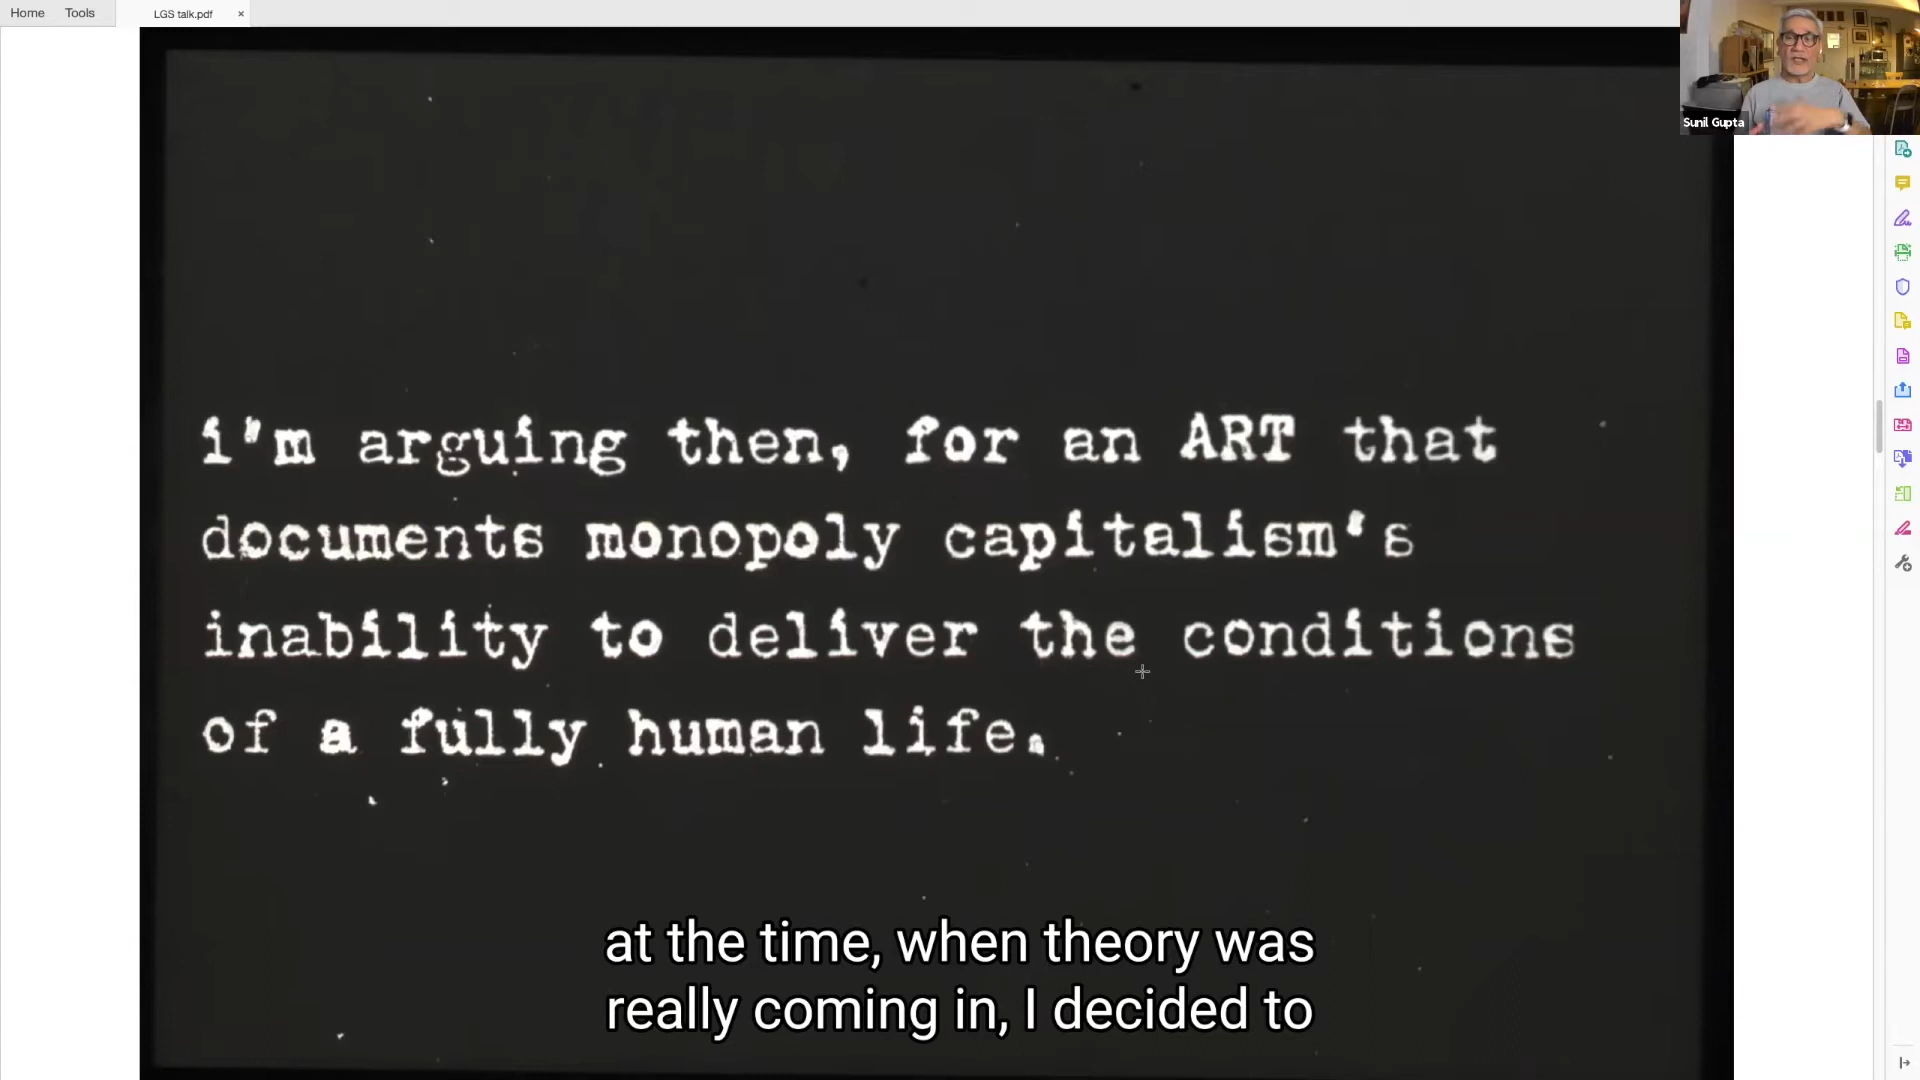 Home Tools LGS talk.pdf ×
Sunil Gupta
i'm arguing then, for an ART that
documents monopoly capitalism's
inability to deliver the conditions
of a fully human life.
at the time, when theory was
really coming in, I decided to